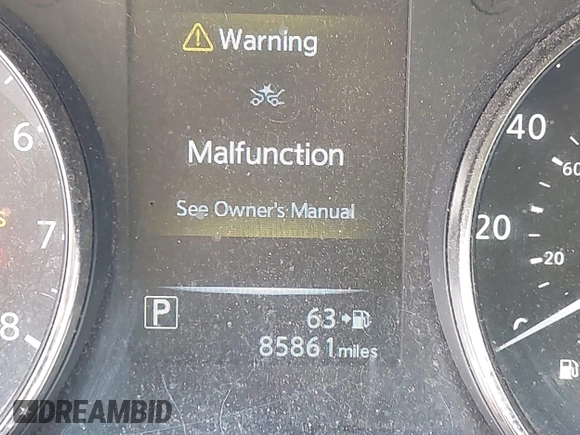 Warning
Malfunction
See Owner's Manual
6
7
8
40
60
20
20
P
63
85861 miles
DREAMBID